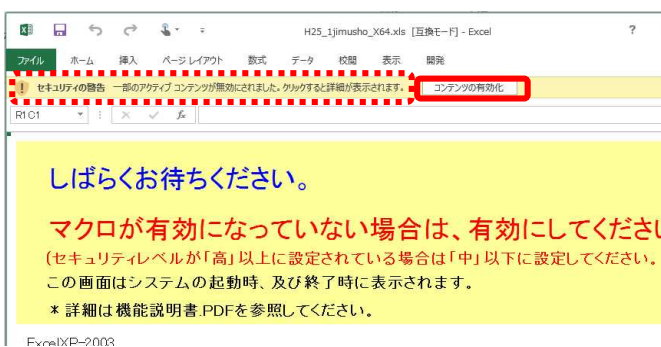 H25_1jimusho_X64.xls [互換モード] - Excel
?
ファイル ホーム 挿入 ページ レイアウト 数式 データ 校閲 表示 開発
! セキュリティの警告 一部のアクティブ コンテンツが無効にされました。クリックすると詳細が表示されます。 コンテンツの有効化
R1C1 fx
しばらくお待ちください。
マクロが有効になっていない場合は、有効にしてくださ
(セキュリティレベルが「高」以上に設定されている場合は「中」以下に設定してください。
この画面はシステムの起動時、及び終了時に表示されます。
*詳細は機能説明書.PDFを参照してください。
ExcelXP-2003